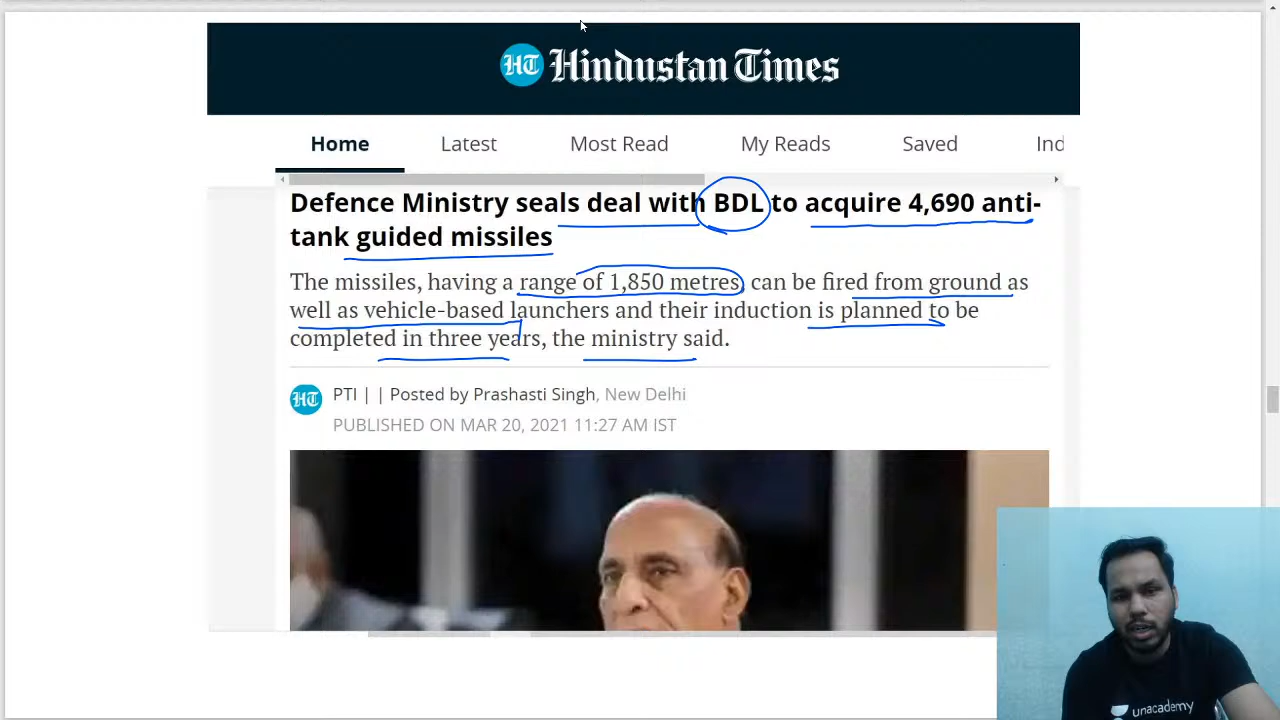 HT Hindustan Times
Home Latest Most Read My Reads Saved Ind
Defence Ministry seals deal with BDL to acquire 4,690 anti-
tank guided missiles
The missiles, having a range of 1,850 metres, can be fired from ground as
well as vehicle-based launchers and their induction is planned to be
completed in three years, the ministry said.
HT
PTI | | Posted by Prashasti Singh, New Delhi
PUBLISHED ON MAR 20, 2021 11:27 AM IST
unacademy